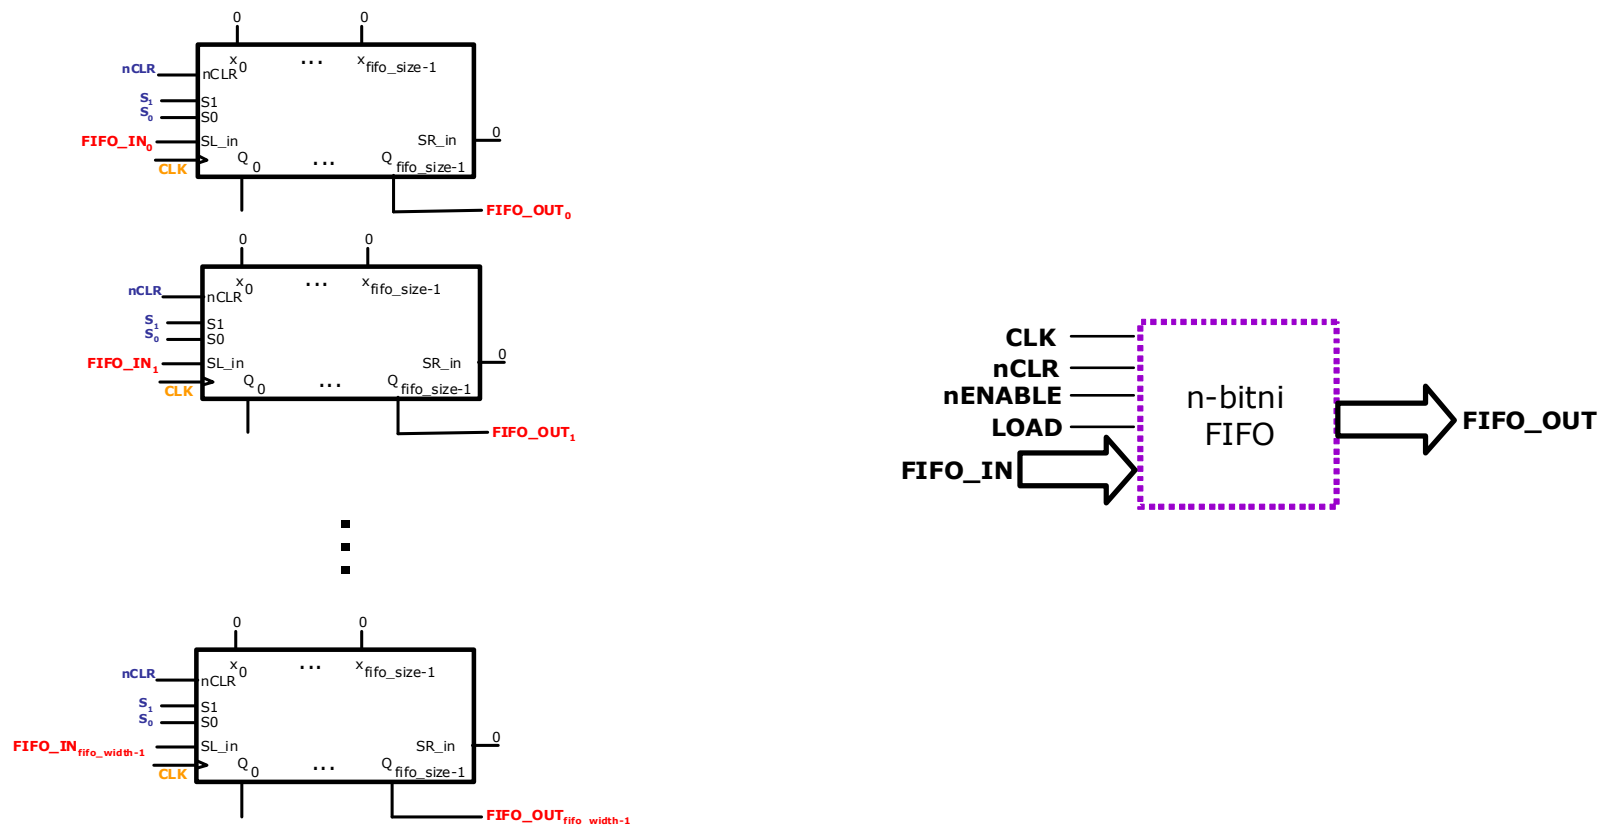 0 0
x0 ... xfifo_size-1
nCLR nCLR
S1 S1
S0 S0
FIFO_IN0 SL_in SR_in 0
CLK Q0 ... Qfifo_size-1
FIFO_OUT0
0 0
x0 ... xfifo_size-1
nCLR nCLR
S1 S1
S0 S0
FIFO_IN1 SL_in SR_in 0
CLK Q0 ... Qfifo_size-1
FIFO_OUT1
0 0
x0 ... xfifo_size-1
nCLR nCLR
S1 S1
S0 S0
FIFO_INfifo_width-1 SL_in SR_in 0
CLK Q0 ... Qfifo_size-1
FIFO_OUTfifo_width-1
CLK
nCLR
nENABLE
LOAD
FIFO_IN
n-bitni
FIFO
FIFO_OUT